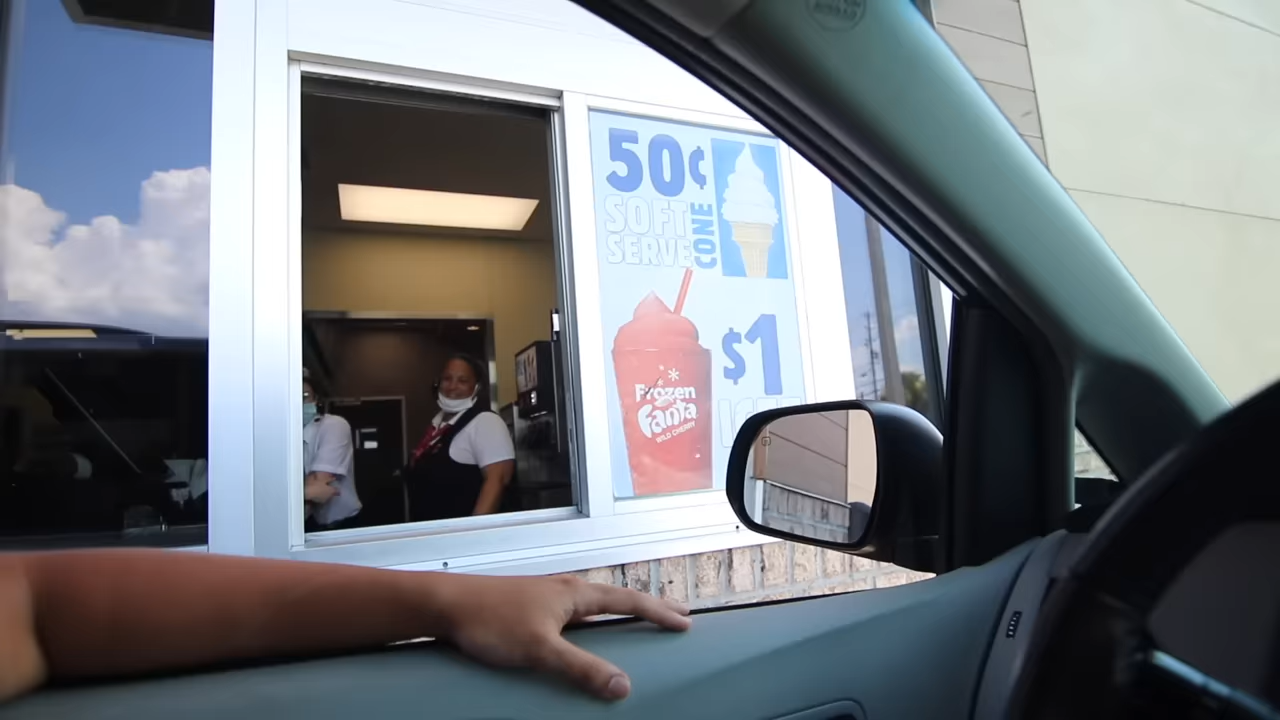 50¢
SOFT
SERVE
CONE
$1
Frozen
Fanta
WILD CHERRY